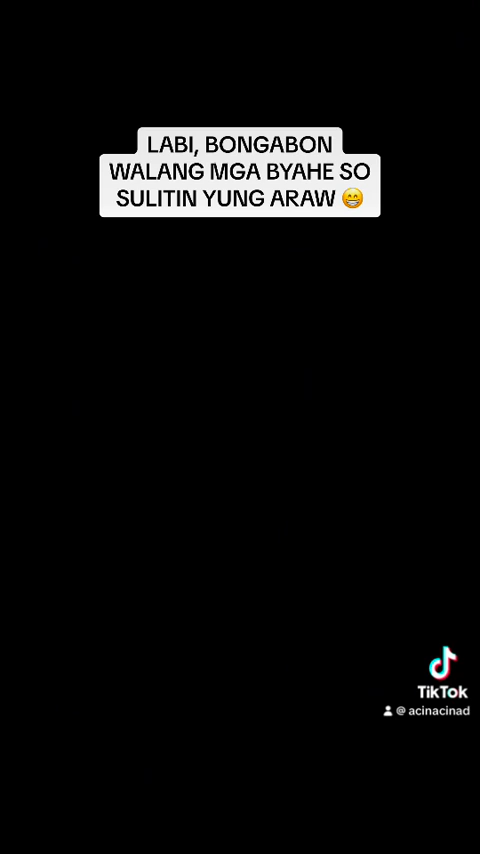 LABI, BONGABON
WALANG MGA BYAHE SO
SULITIN YUNG ARAW 😁
TikTok
@ acinacinad